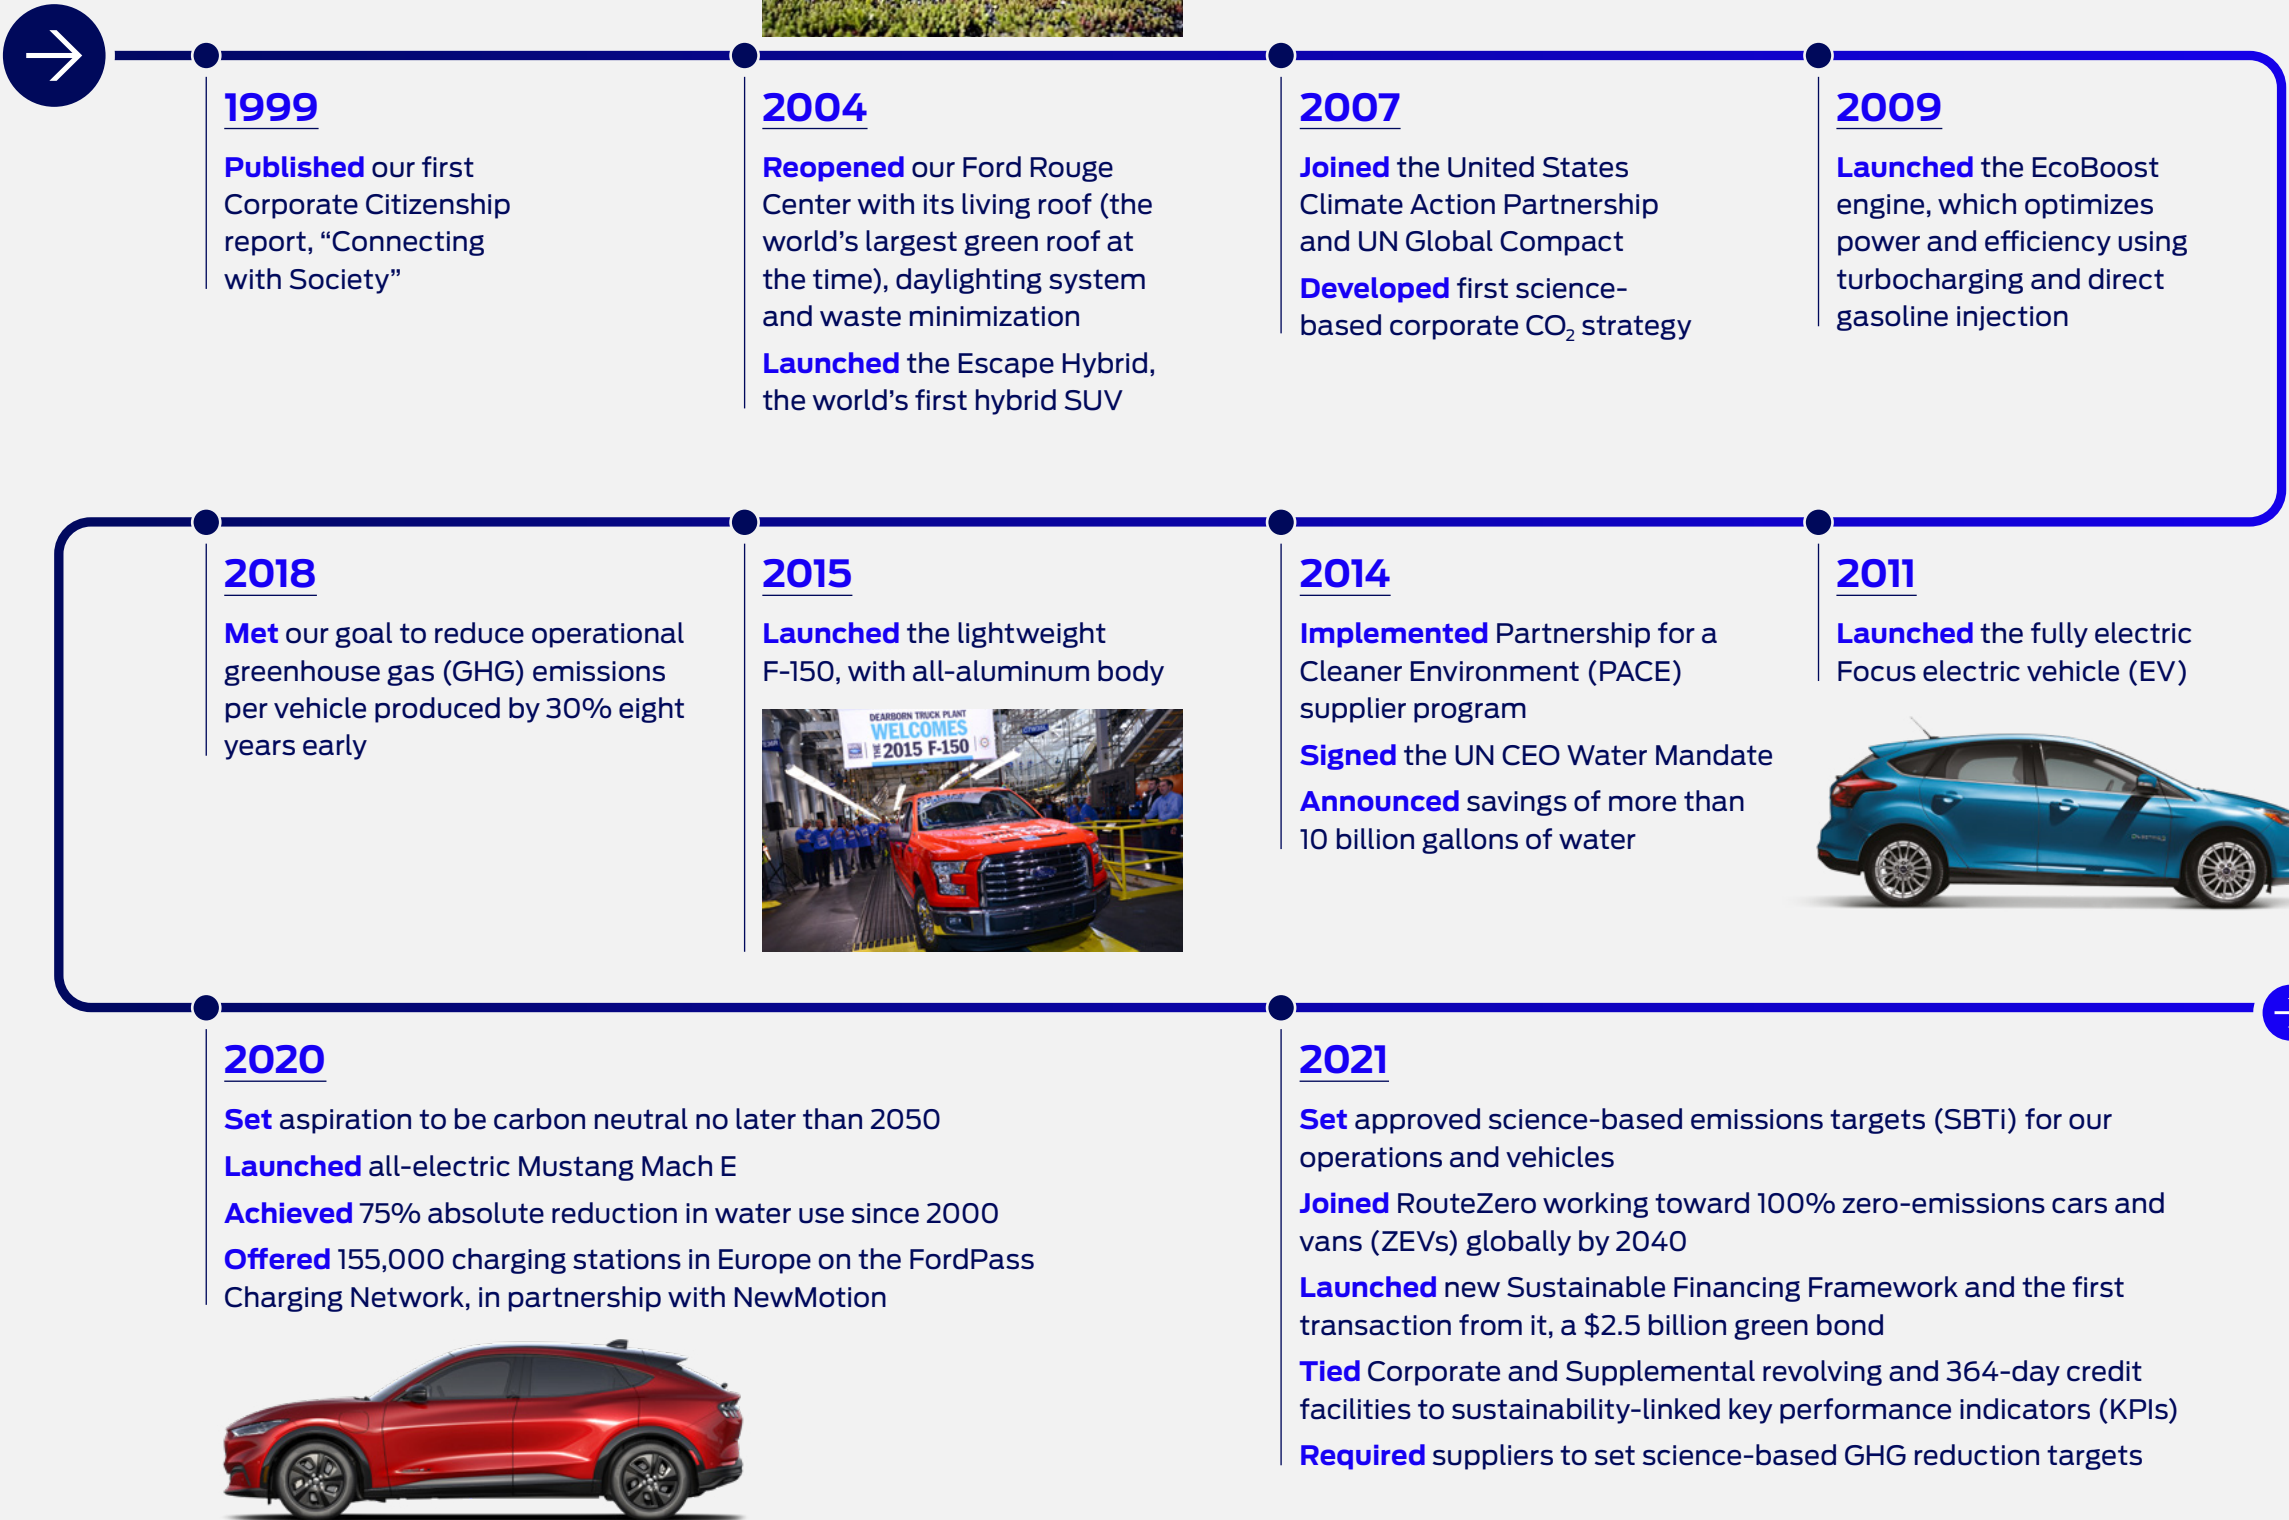 1999
Published our first
Corporate Citizenship
report, “Connecting
with Society”
2004
Reopened our Ford Rouge
Center with its living roof (the
world’s largest green roof at
the time), daylighting system
and waste minimization
Launched the Escape Hybrid,
the world’s first hybrid SUV
2007
Joined the United States
Climate Action Partnership
and UN Global Compact
Developed first science-
based corporate CO₂ strategy
2009
Launched the EcoBoost
engine, which optimizes
power and efficiency using
turbocharging and direct
gasoline injection
2011
Launched the fully electric
Focus electric vehicle (EV)
2014
Implemented Partnership for a
Cleaner Environment (PACE)
supplier program
Signed the UN CEO Water Mandate
Announced savings of more than
10 billion gallons of water
2015
Launched the lightweight
F-150, with all-aluminum body
DEARBORN TRUCK PLANT
WELCOMES
THE 2015 F-150
2018
Met our goal to reduce operational
greenhouse gas (GHG) emissions
per vehicle produced by 30% eight
years early
2020
Set aspiration to be carbon neutral no later than 2050
Launched all-electric Mustang Mach E
Achieved 75% absolute reduction in water use since 2000
Offered 155,000 charging stations in Europe on the FordPass
Charging Network, in partnership with NewMotion
2021
Set approved science-based emissions targets (SBTi) for our
operations and vehicles
Joined RouteZero working toward 100% zero-emissions cars and
vans (ZEVs) globally by 2040
Launched new Sustainable Financing Framework and the first
transaction from it, a $2.5 billion green bond
Tied Corporate and Supplemental revolving and 364-day credit
facilities to sustainability-linked key performance indicators (KPIs)
Required suppliers to set science-based GHG reduction targets